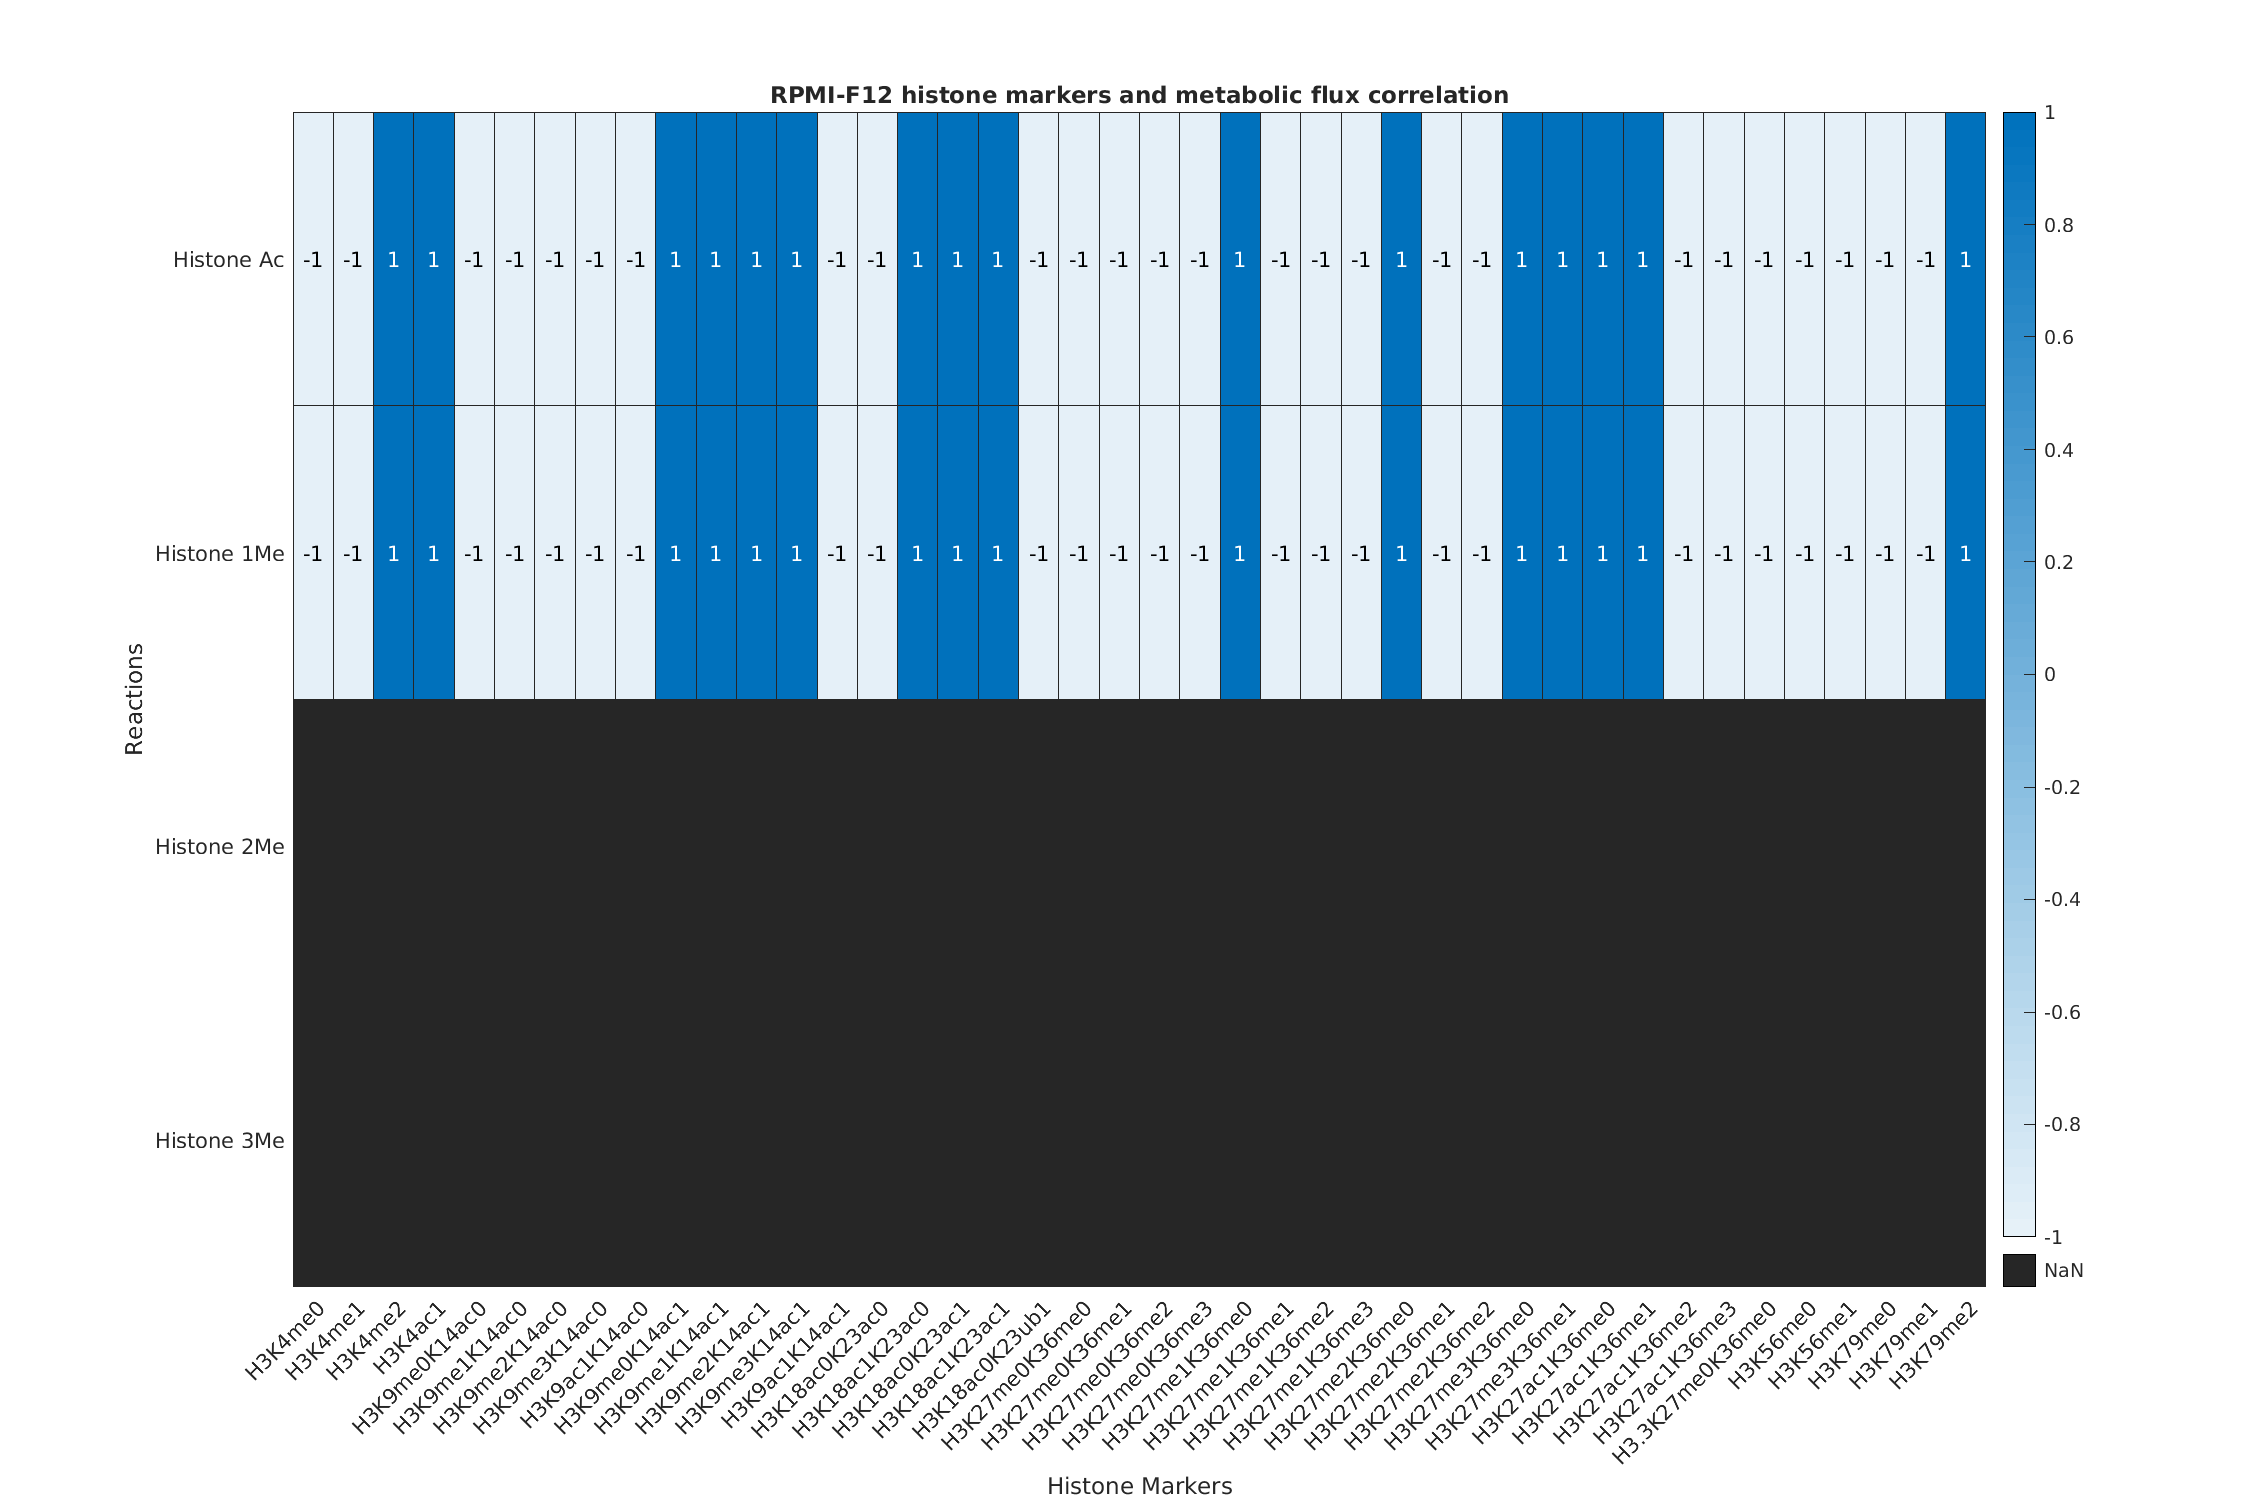 RPMI-F12 histone markers and metabolic flux correlation
Histone Ac -1 -1 1 1 -1 -1 -1 -1 -1 1 1 1 1 -1 -1 1 1 1 -1 -1 -1 -1 -1 1 -1 -1 -1 1 -1 -1 1 1 1 1 -1 -1 -1 -1 -1 -1 -1 1
Histone 1Me -1 -1 1 1 -1 -1 -1 -1 -1 1 1 1 1 -1 -1 1 1 1 -1 -1 -1 -1 -1 1 -1 -1 -1 1 -1 -1 1 1 1 1 -1 -1 -1 -1 -1 -1 -1 1
Histone 2Me
Histone 3Me
Reactions
H3K4me0
H3K4me1
H3K4me2
H3K4ac1
H3K9me0K14ac0
H3K9me1K14ac0
H3K9me2K14ac0
H3K9me3K14ac0
H3K9ac1K14ac0
H3K9me0K14ac1
H3K9me1K14ac1
H3K9me2K14ac1
H3K9me3K14ac1
H3K9ac1K14ac1
H3K18ac0K23ac0
H3K18ac1K23ac0
H3K18ac0K23ac1
H3K18ac1K23ac1
H3K18ac0K23ub1
H3K27me0K36me0
H3K27me0K36me1
H3K27me0K36me2
H3K27me0K36me3
H3K27me1K36me0
H3K27me1K36me1
H3K27me1K36me2
H3K27me1K36me3
H3K27me2K36me0
H3K27me2K36me1
H3K27me2K36me2
H3K27me3K36me0
H3K27me3K36me1
H3K27ac1K36me0
H3K27ac1K36me1
H3K27ac1K36me2
H3K27ac1K36me3
H3.3K27me0K36me0
H3K56me0
H3K56me1
H3K79me0
H3K79me1
H3K79me2
Histone Markers
1
0.8
0.6
0.4
0.2
0
-0.2
-0.4
-0.6
-0.8
-1
NaN